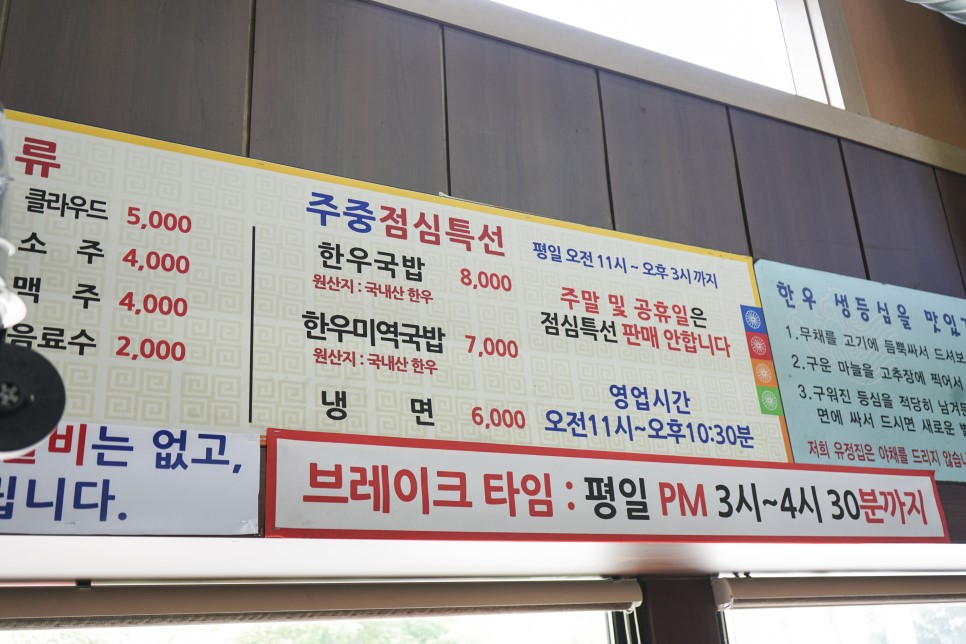 류
클라우드 5,000
소 주 4,000
맥 주 4,000
음료수 2,000
주중점심특선
한우국밥 8,000
원산지 : 국내산 한우
한우미역국밥 7,000
원산지 : 국내산 한우
냉 면 6,000
평일 오전 11시 ~ 오후 3시 까지
주말 및 공휴일은
점심특선 판매 안합니다
영업시간
오전11시~오후10:30분
한우 생등심을 맛있
1.무채를 고기에 듬뿍싸서 드셔보
2.구운 마늘을 고추장에 찍어서
3.구워진 등심을 적당히 남겨
면에 싸서 드시면 새로운
저희 유정집은 야채를 드리지 않습
비는 없고,
립니다.
브레이크 타임 : 평일 PM 3시~4시 30분까지